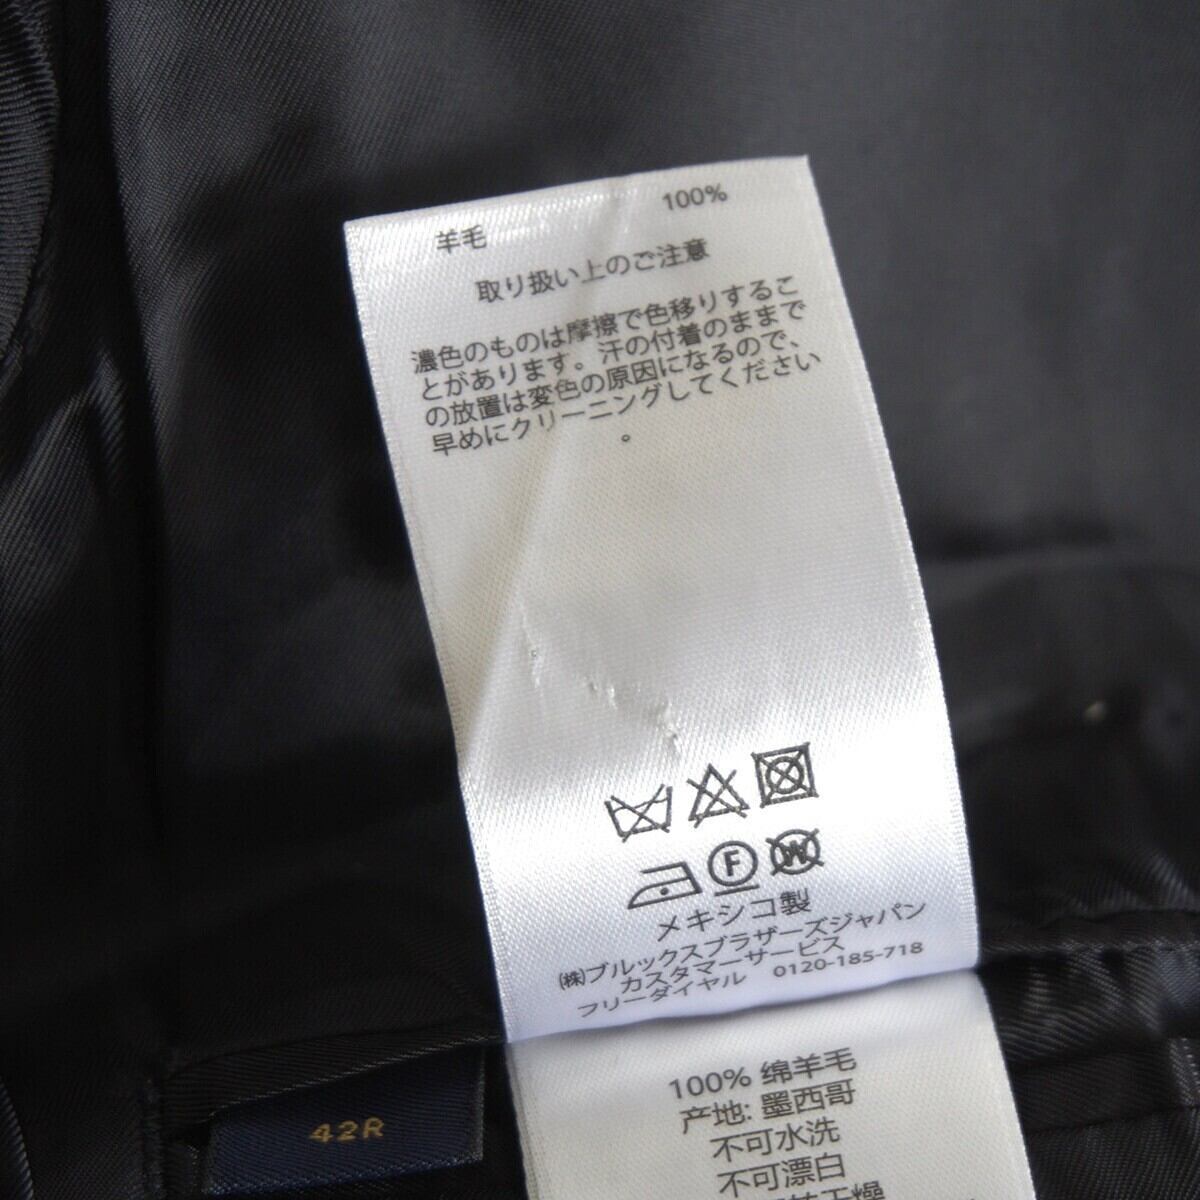 羊毛 100%
取り扱い上のご注意
濃色のものは摩擦で色移りするこ
とがあります。汗の付着のままで
の放置は変色の原因になるので、
早めにクリーニングしてください
。
F W
メキシコ製
(株)ブルックスブラザーズジャパン
カスタマーサービス
フリーダイヤル 0120-185-718
100% 绵羊毛
产地: 墨西哥
不可水洗
不可漂白
42R